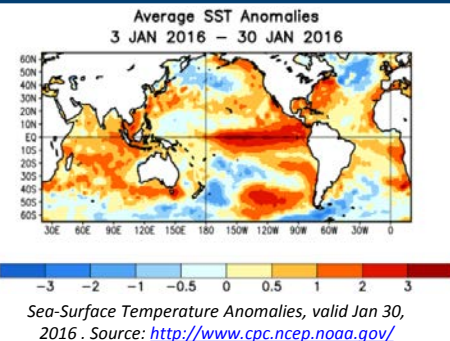 Average SST Anomalies
3 JAN 2016 – 30 JAN 2016
60N
50N
40N
30N
20N
10N
EQ
10S
20S
30S
40S
50S
60S
30E 60E 90E 120E 150E 180 150W 120W 90W 60W 30W 0
-3 -2 -1 -0.5 0 0.5 1 2 3
Sea-Surface Temperature Anomalies, valid Jan 30,
2016 . Source: http://www.cpc.ncep.noaa.gov/